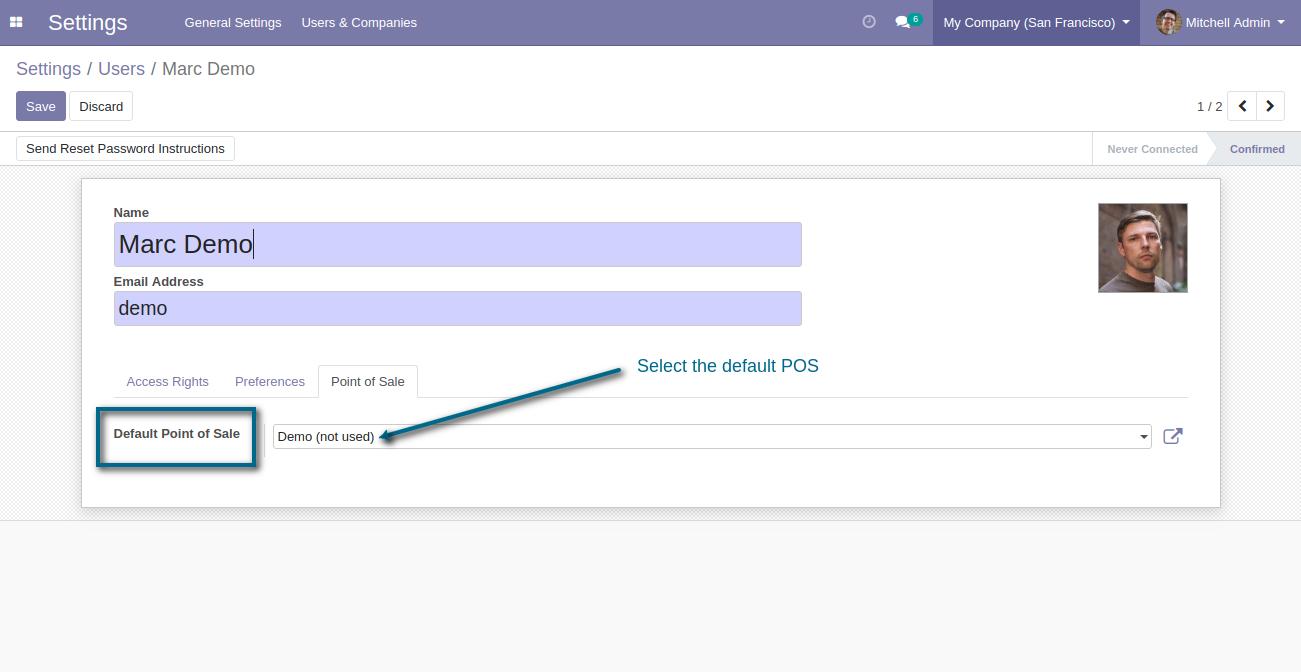 Settings General Settings Users & Companies 6 My Company (San Francisco) Mitchell Admin
Settings / Users / Marc Demo
Save Discard 1 / 2
Send Reset Password Instructions Never Connected Confirmed
Name
Marc Demo
Email Address
demo
Select the default POS
Access Rights Preferences Point of Sale
Default Point of Sale Demo (not used)